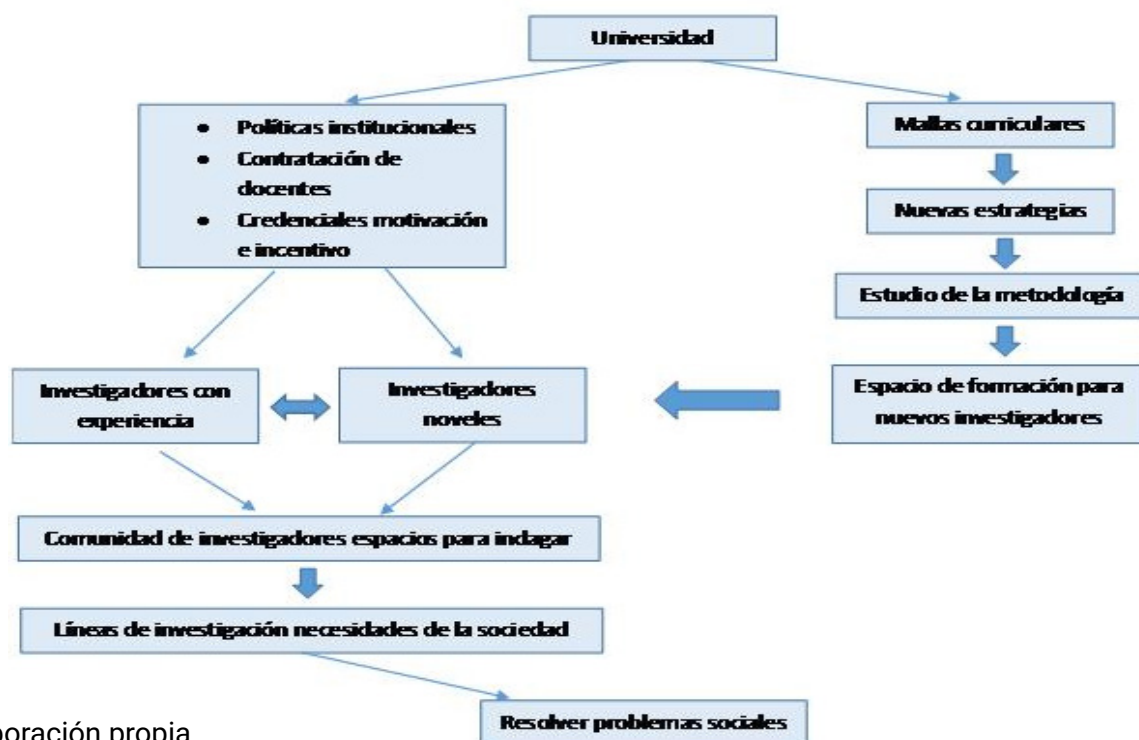 Universidad
• Políticas institucionales
• Contratación de
docentes
• Credenciales motivación
e incentivo
Mallas curriculares
Nuevas estrategias
Estudio de la metodología
Espacio de formación para
nuevos investigadores
Investigadores con
experiencia
Investigadores
noveles
Comunidad de investigadores espacios para indagar
Líneas de investigación necesidades de la sociedad
Resolver problemas sociales
propia